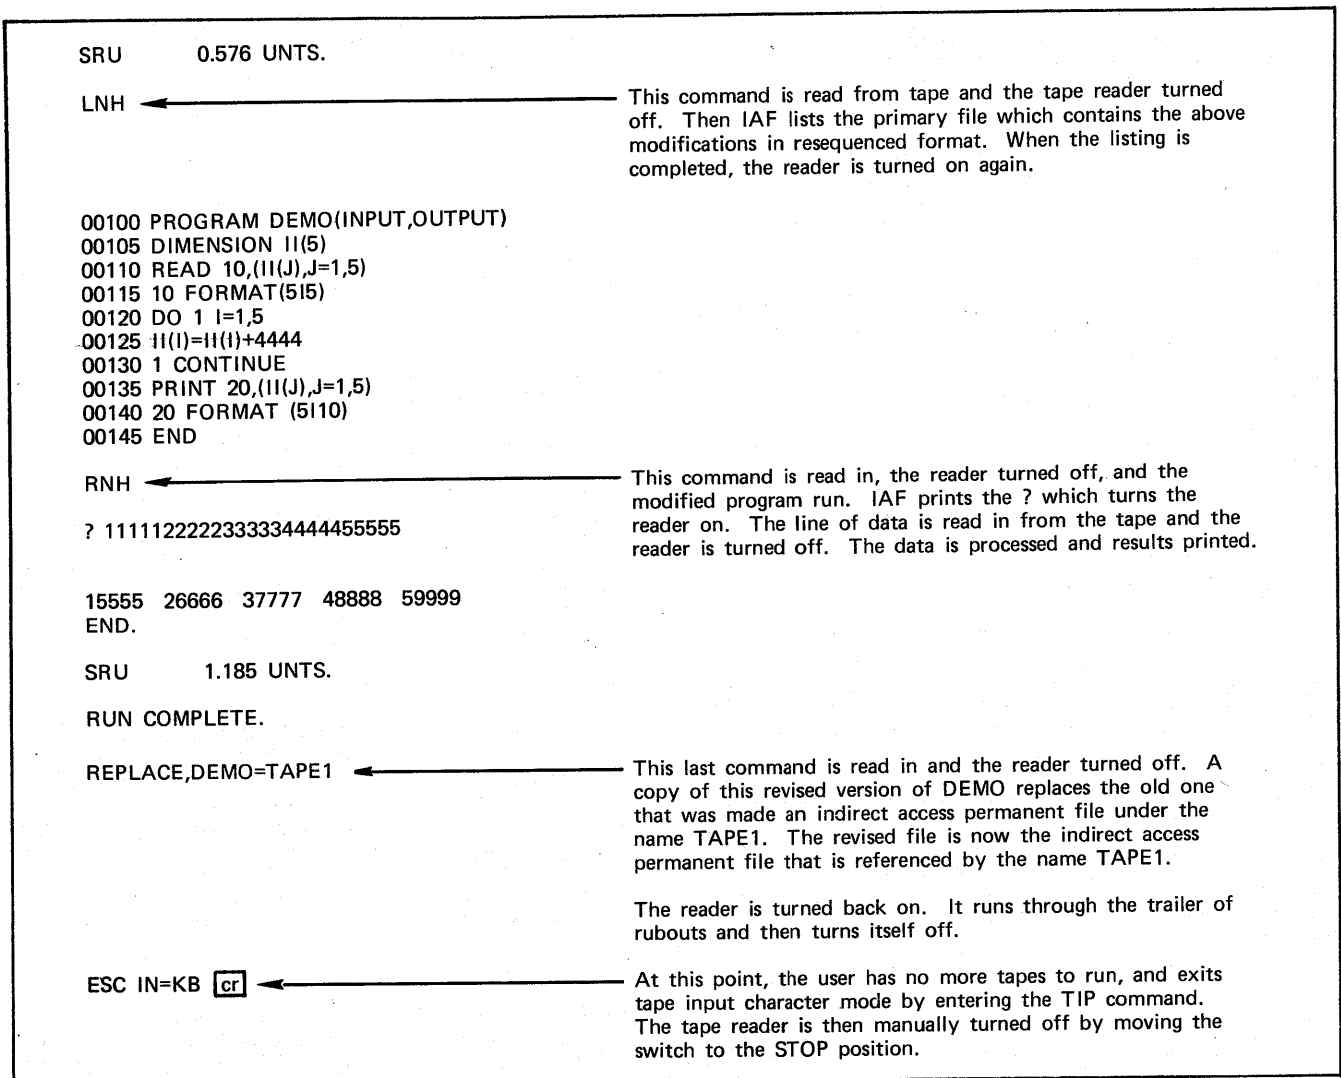 SRU 0.576 UNTS.
LNH
This command is read from tape and the tape reader turned
off. Then IAF lists the primary file which contains the above
modifications in resequenced format. When the listing is
completed, the reader is turned on again.
00100 PROGRAM DEMO(INPUT,OUTPUT)
00105 DIMENSION II(5)
00110 READ 10,(II(J),J=1,5)
00115 10 FORMAT(5I5)
00120 DO 1 I=1,5
00125 II(I)=II(I)+4444
00130 1 CONTINUE
00135 PRINT 20,(II(J),J=1,5)
00140 20 FORMAT (5I10)
00145 END
RNH
This command is read in, the reader turned off, and the
modified program run. IAF prints the ? which turns the
reader on. The line of data is read in from the tape and the
reader is turned off. The data is processed and results printed.
? 1111122222333334444455555
15555 26666 37777 48888 59999
END.
SRU 1.185 UNTS.
RUN COMPLETE.
REPLACE,DEMO=TAPE1
This last command is read in and the reader turned off. A
copy of this revised version of DEMO replaces the old one
that was made an indirect access permanent file under the
name TAPE1. The revised file is now the indirect access
permanent file that is referenced by the name TAPE1.
The reader is turned back on. It runs through the trailer of
rubouts and then turns itself off.
ESC IN=KB cr
At this point, the user has no more tapes to run, and exits
tape input character mode by entering the TIP command.
The tape reader is then manually turned off by moving the
switch to the STOP position.